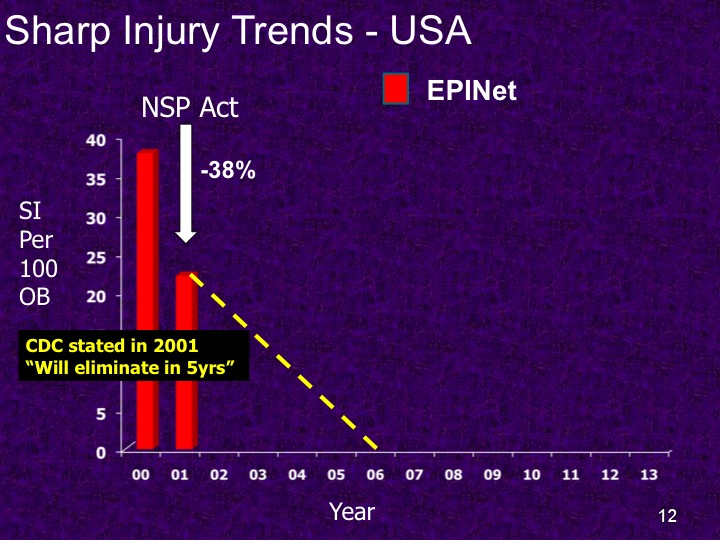 Sharp Injury Trends - USA
EPINet
NSP Act
-38%
SI
Per
100
OB
40
35
30
25
20
CDC stated in 2001
“Will eliminate in 5yrs”
5
0
00 01 02 03 04 05 06 07 08 09 10 11 12 13
Year
12